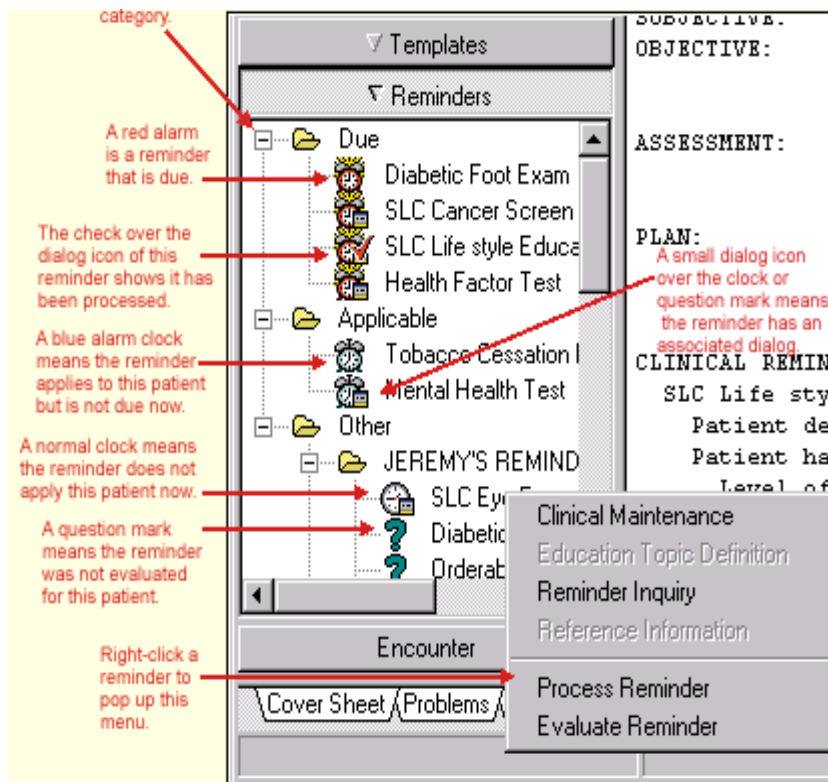 category.
A red alarm
is a reminder
that is due.
The check over the
dialog icon of this
reminder shows it has
been processed.
A blue alarm clock
means the reminder
applies to this patient
but is not due now.
A normal clock means
the reminder does not
apply this patient now.
A question mark
means the reminder
was not evaluated
for this patient.
Right-click a
reminder to
pop up this
menu.
Templates
Reminders
Due
Diabetic Foot Exam
SLC Cancer Screen
SLC Life style Educa
Health Factor Test
Applicable
Tobacco Cessation
Mental Health Test
Other
JEREMY'S REMIND
SLC Eye
Diabetic
Orderab
Encounter
Cover Sheet
Problems
SUBJECTIVE:
OBJECTIVE:
ASSESSMENT:
PLAN:
A small dialog icon
over the clock or
question mark means
the reminder has an
associated dialog.
CLINICAL REMIN
SLC Life sty
Patient de
Patient ha
Level of
Clinical Maintenance
Education Topic Definition
Reminder Inquiry
Reference Information
Process Reminder
Evaluate Reminder